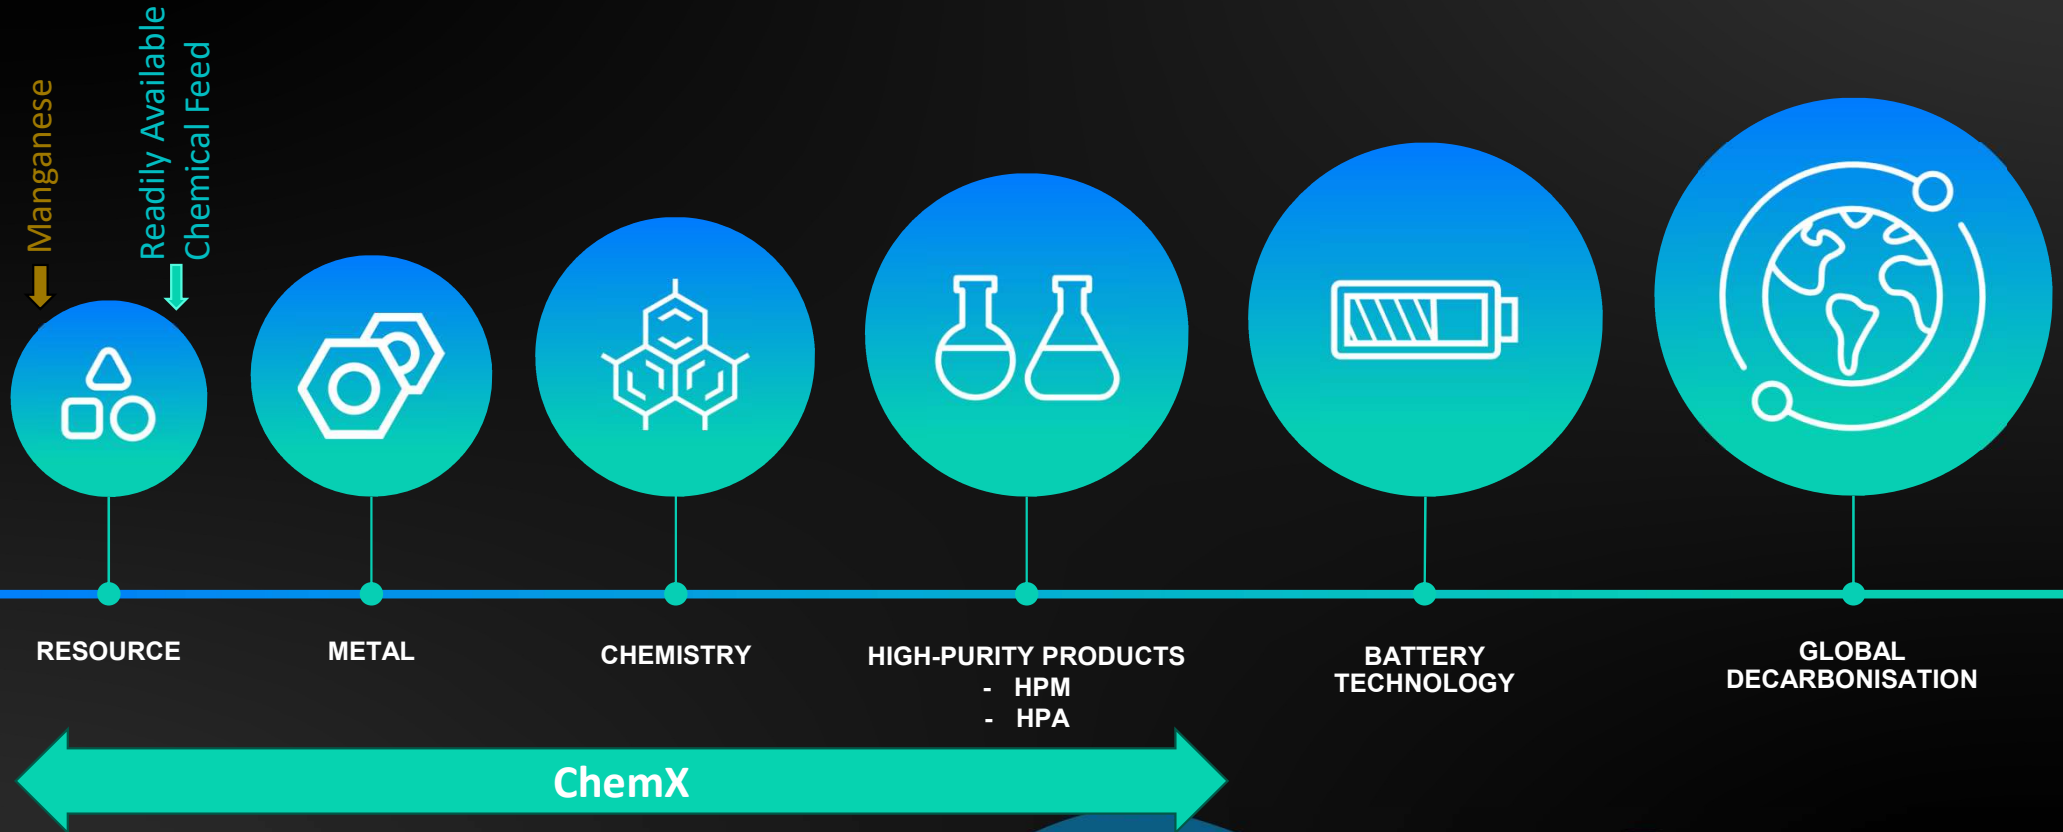 Manganese
Readily Available
Chemical Feed
RESOURCE
METAL
CHEMISTRY
HIGH-PURITY PRODUCTS
- HPM
- HPA
BATTERY
TECHNOLOGY
GLOBAL
DECARBONISATION
ChemX